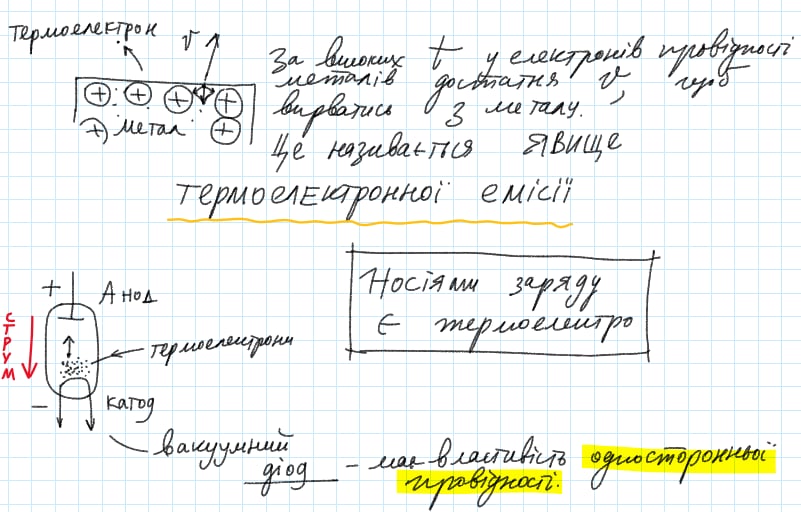 Термоелектрон
v
За високих t у електронів провідності
металів достатня v, щоб
вирватись з металу.
Метал
Це називається ЯВИЩЕ
ТЕРМОЕЛЕКТРОННОЇ ЕМІСІЇ
+ Анод
Носіями заряду
є термоелектро
СТРУМ
термоелектрони
– катод
вакуумний
діод – має властивість односторонньої
провідності.